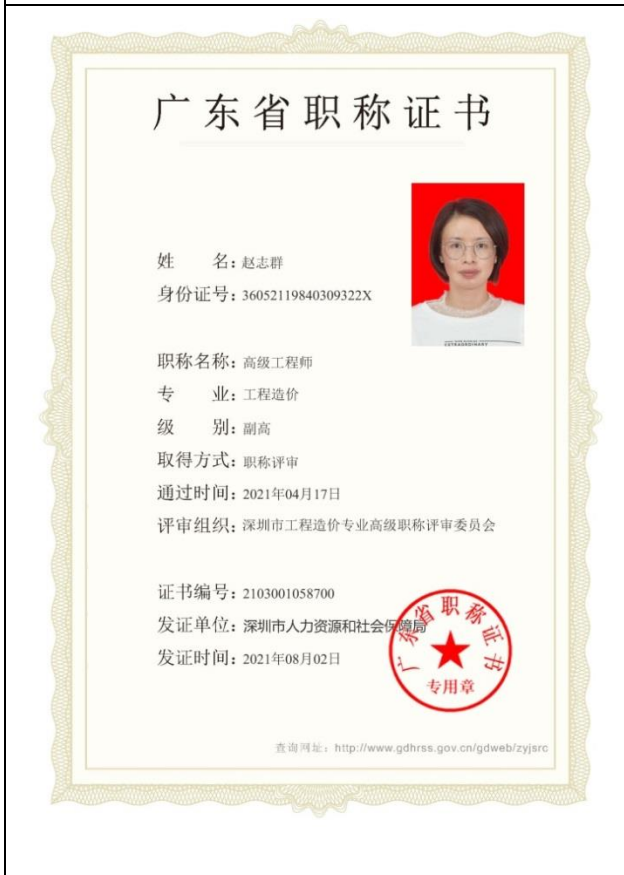 广东省职称证书
姓 名：赵志群
身份证号：36052119840309322X
职称名称：高级工程师
专 业：工程造价
级 别：副高
取得方式：职称评审
通过时间：2021年04月17日
评审组织：深圳市工程造价专业高级职称评审委员会
证书编号：2103001058700
发证单位：深圳市人力资源和社会保障局
发证时间：2021年08月02日
广东省职称证书
专用章
查询网址：http://www.gdhrss.gov.cn/gdweb/zyjsrc